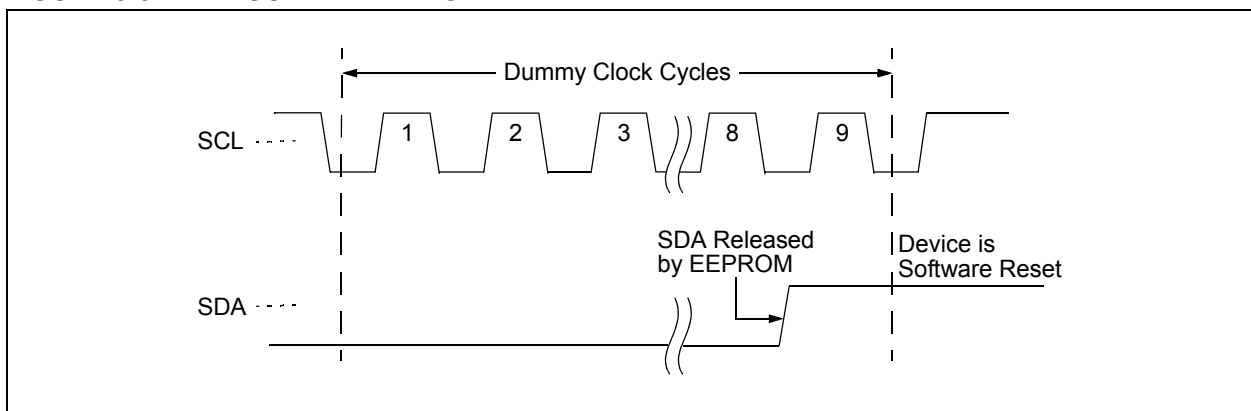 Dummy Clock Cycles
SCL
1 2 3 8 9
SDA Released
by EEPROM
Device is
Software Reset
SDA